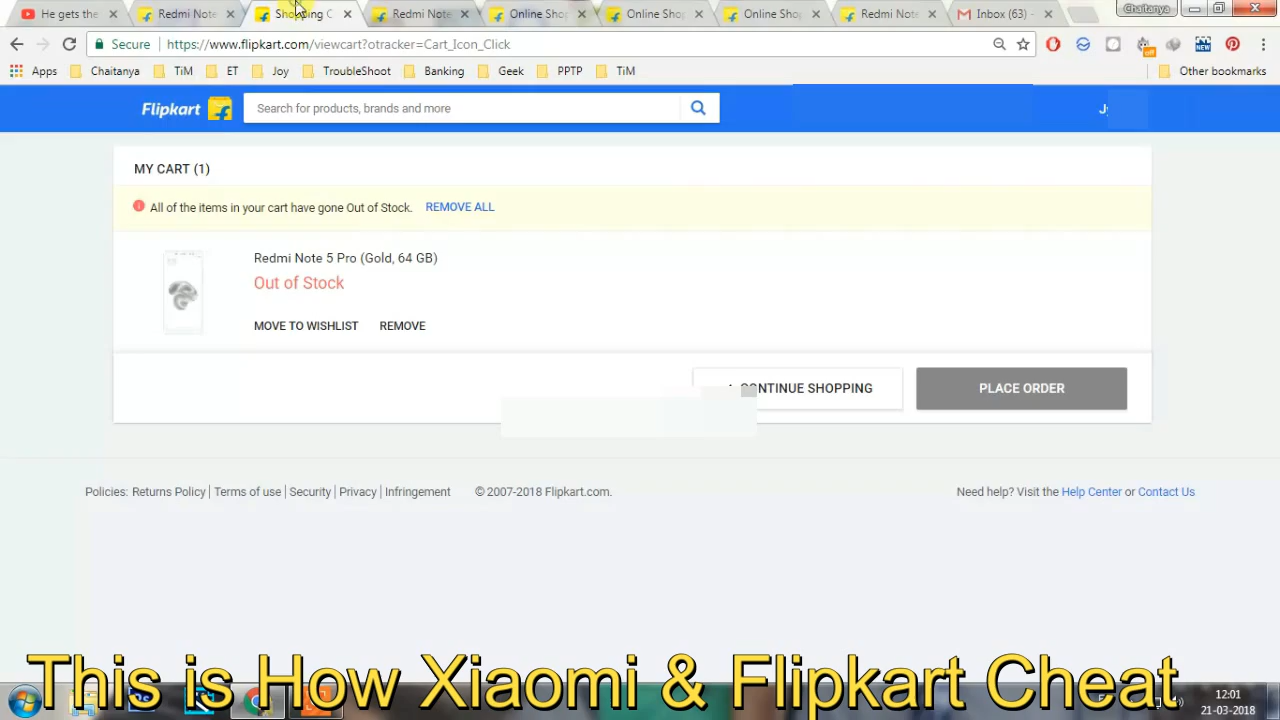 He gets the
Redmi Note
Shopping C
Redmi Note
Online Sho
Online Shop
Online Shop
Redmi Note
Inbox (63) -
Chaitanya
Secure https://www.flipkart.com/viewcart?otracker=Cart_Icon_Click
Apps Chaitanya TiM ET Joy TroubleShoot Banking Geek PPTP TiM Other bookmarks
Flipkart Search for products, brands and more
MY CART (1)
All of the items in your cart have gone Out of Stock. REMOVE ALL
Redmi Note 5 Pro (Gold, 64 GB)
Out of Stock
MOVE TO WISHLIST REMOVE
CONTINUE SHOPPING PLACE ORDER
Policies: Returns Policy | Terms of use | Security | Privacy | Infringement © 2007-2018 Flipkart.com. Need help? Visit the Help Center or Contact Us
This is How Xiaomi & Flipkart Cheat
12:01
21-03-2018